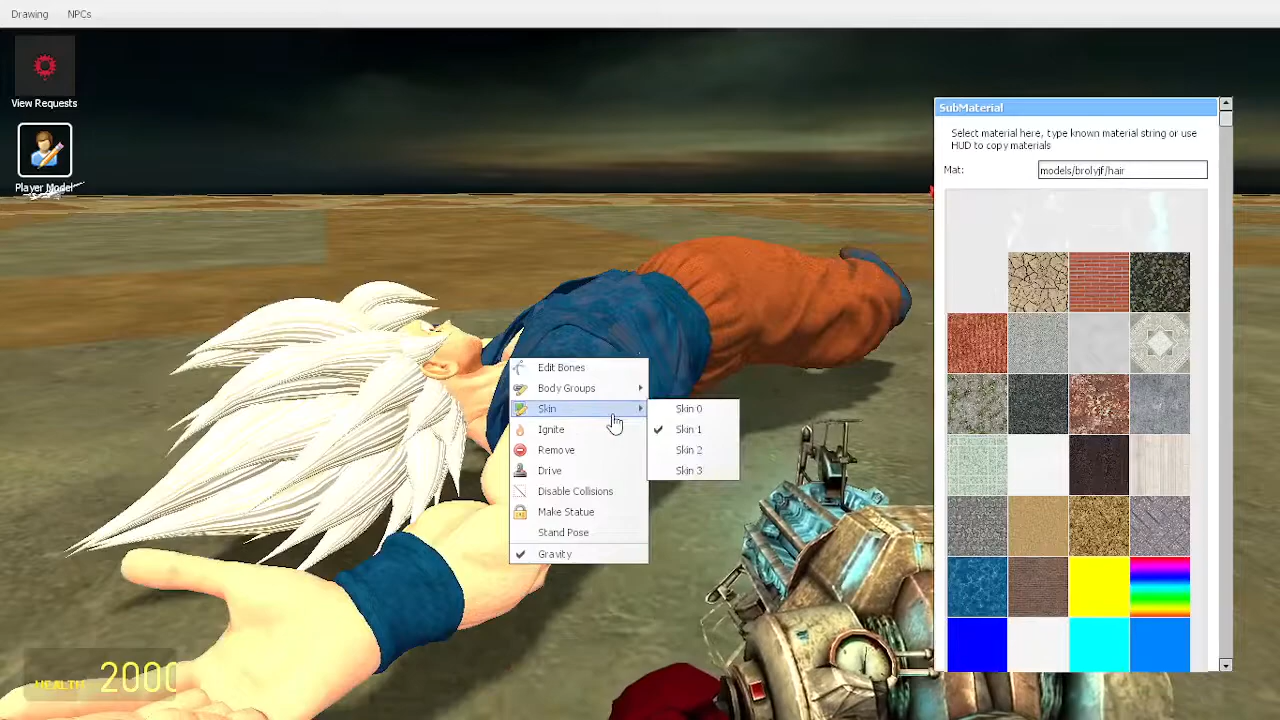 Drawing
NPCs
View Requests
Player Model
SubMaterial
Select material here, type known material string or use
HUD to copy materials
Mat:
models/brolyjf/hair
Edit Bones
Body Groups
Skin
Ignite
Remove
Drive
Disable Collisions
Make Statue
Stand Pose
Gravity
Skin 0
Skin 1
Skin 2
Skin 3
HEALTH 2000